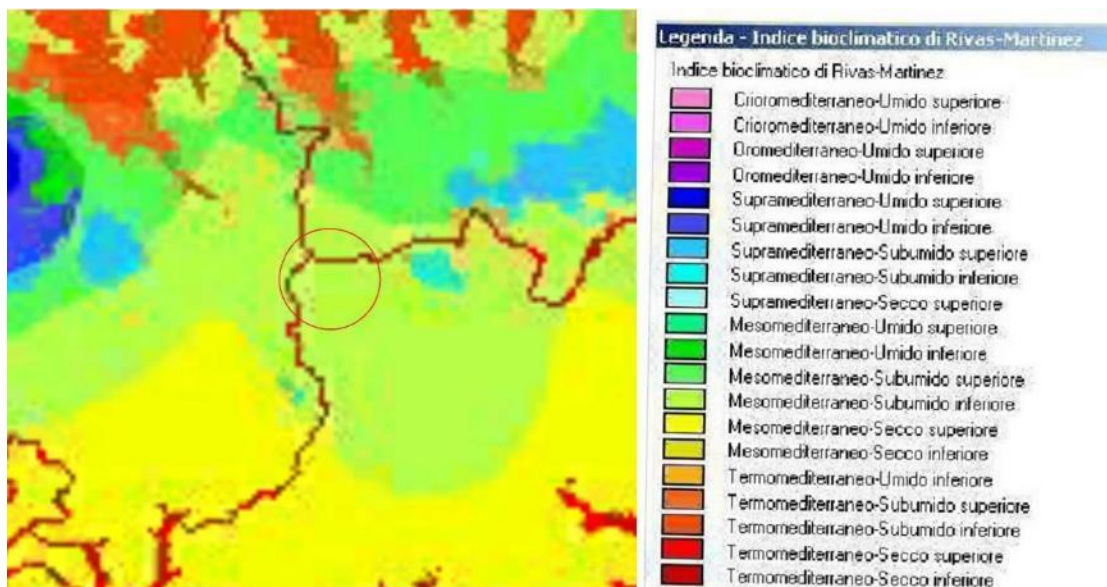 Legenda - Indice bioclimatico di Rivas-Martinez
Indice bioclimatico di Rivas-Martinez
Crioromediterraneo-Umido superiore
Crioromediterraneo-Umido inferiore
Oromediterraneo-Umido superiore
Oromediterraneo-Umido inferiore
Supramediterraneo-Umido superiore
Supramediterraneo-Umido inferiore
Supramediterraneo-Subumido superiore
Supramediterraneo-Subumido inferiore
Supramediterraneo-Secco superiore
Mesomediterraneo-Umido superiore
Mesomediterraneo-Umido inferiore
Mesomediterraneo-Subumido superiore
Mesomediterraneo-Subumido inferiore
Mesomediterraneo-Secco superiore
Mesomediterraneo-Secco inferiore
Termomediterraneo-Umido inferiore
Termomediterraneo-Subumido superiore
Termomediterraneo-Subumido inferiore
Termomediterraneo-Secco superiore
Termomediterraneo-Secco inferiore